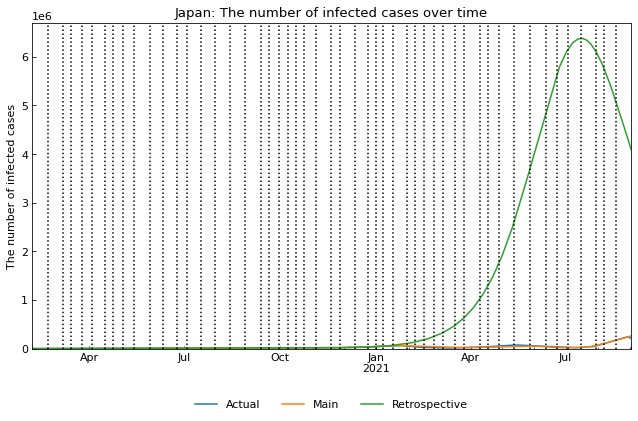 Japan: The number of infected cases over time
1e6
The number of infected cases
6
5
4
3
2
1
0
Apr Jul Oct Jan Apr Jul
2021
Actual Main Retrospective